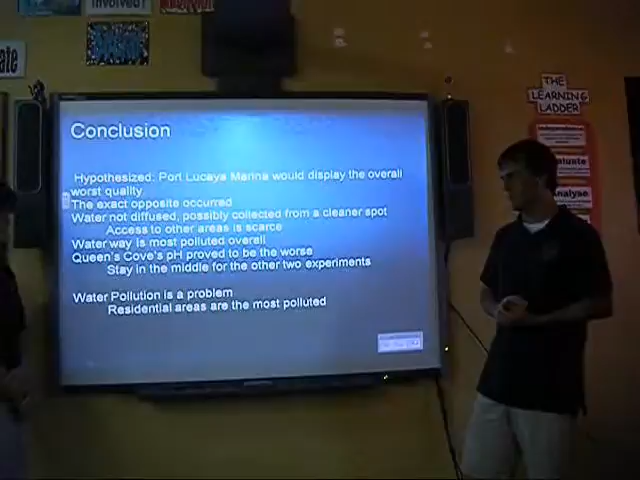 involved?
ate
THE
LEARNING
LADDER
Conclusion
Hypothesized: Port Lucaya Marina would display the overall
worst quality.
The exact opposite occurred
Water not diffused, possibly collected from a cleaner spot
Access to other areas is scarce
Water way is most polluted overall
Queen's Cove's pH proved to be the worse
Stay in the middle for the other two experiments
Water Pollution is a problem
Residential areas are the most polluted
Evaluate
Analyse